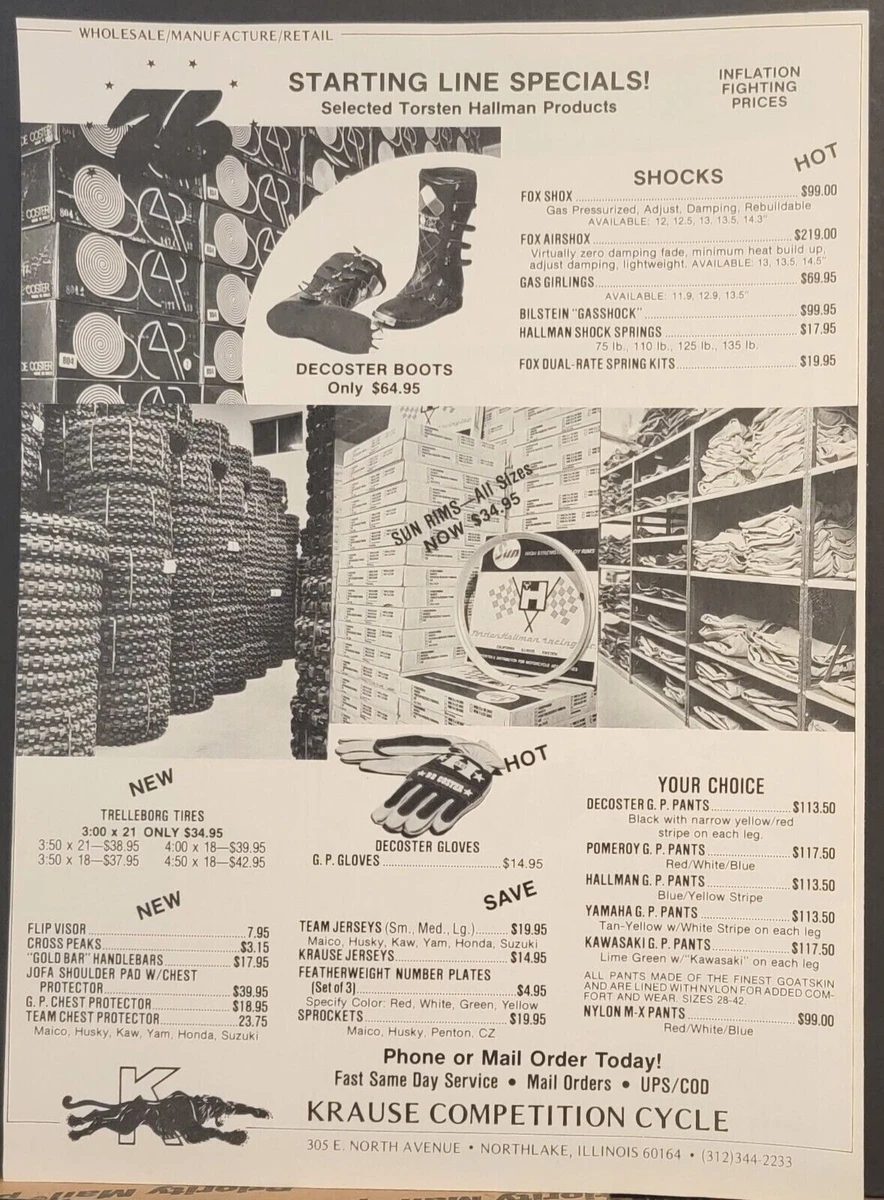 WHOLESALE/MANUFACTURE/RETAIL
76
STARTING LINE SPECIALS!
Selected Torsten Hallman Products
INFLATION
FIGHTING
PRICES
DECOSTER BOOTS
Only $64.95
HOT
SHOCKS
FOX SHOX $99.00
Gas Pressurized, Adjust, Damping, Rebuildable
AVAILABLE: 12, 12.5, 13, 13.5, 14.3"
FOX AIRSHOX $219.00
Virtually zero damping fade, minimum heat build up,
adjust damping, lightweight. AVAILABLE: 13, 13.5, 14.5"
GAS GIRLINGS $69.95
AVAILABLE: 11.9, 12.9, 13.5"
BILSTEIN "GASSHOCK" $99.95
HALLMAN SHOCK SPRINGS $17.95
75 lb., 110 lb., 125 lb., 135 lb.
FOX DUAL-RATE SPRING KITS $19.95
SUN RIMS—All Sizes
NOW $34.95
Sun
H
Torsten Hallman racing
NEW
TRELLEBORG TIRES
3:00 x 21 ONLY $34.95
3:50 x 21—$38.95 4:00 x 18—$39.95
3:50 x 18—$37.95 4:50 x 18—$42.95
HOT
DE COSTER
DECOSTER GLOVES
G.P. GLOVES $14.95
YOUR CHOICE
DECOSTER G. P. PANTS $113.50
Black with narrow yellow/red
stripe on each leg.
POMEROY G. P. PANTS $117.50
Red/White/Blue
HALLMAN G. P. PANTS $113.50
Blue/Yellow Stripe
YAMAHA G. P. PANTS $113.50
Tan-Yellow w/White Stripe on each leg
KAWASAKI G. P. PANTS $117.50
Lime Green w/"Kawasaki" on each leg
ALL PANTS MADE OF THE FINEST GOATSKIN
AND ARE LINED WITH NYLON FOR ADDED COM-
FORT AND WEAR. SIZES 28-42.
NYLON M-X PANTS $99.00
Red/White/Blue
NEW
FLIP VISOR 7.95
CROSS PEAKS $3.15
"GOLD BAR" HANDLEBARS $17.95
JOFA SHOULDER PAD W/CHEST
PROTECTOR $39.95
G. P. CHEST PROTECTOR $18.95
TEAM CHEST PROTECTOR 23.75
Maico, Husky, Kaw, Yam, Honda, Suzuki
SAVE
TEAM JERSEYS (Sm., Med., Lg.) $19.95
Maico, Husky, Kaw, Yam, Honda, Suzuki
KRAUSE JERSEYS $14.95
FEATHERWEIGHT NUMBER PLATES
(Set of 3) $4.95
Specify Color: Red, White, Green, Yellow
SPROCKETS $19.95
Maico, Husky, Penton, CZ
Phone or Mail Order Today!
Fast Same Day Service • Mail Orders • UPS/COD
K
KRAUSE COMPETITION CYCLE
305 E. NORTH AVENUE • NORTHLAKE, ILLINOIS 60164 • (312)344-2233
Priority Mail